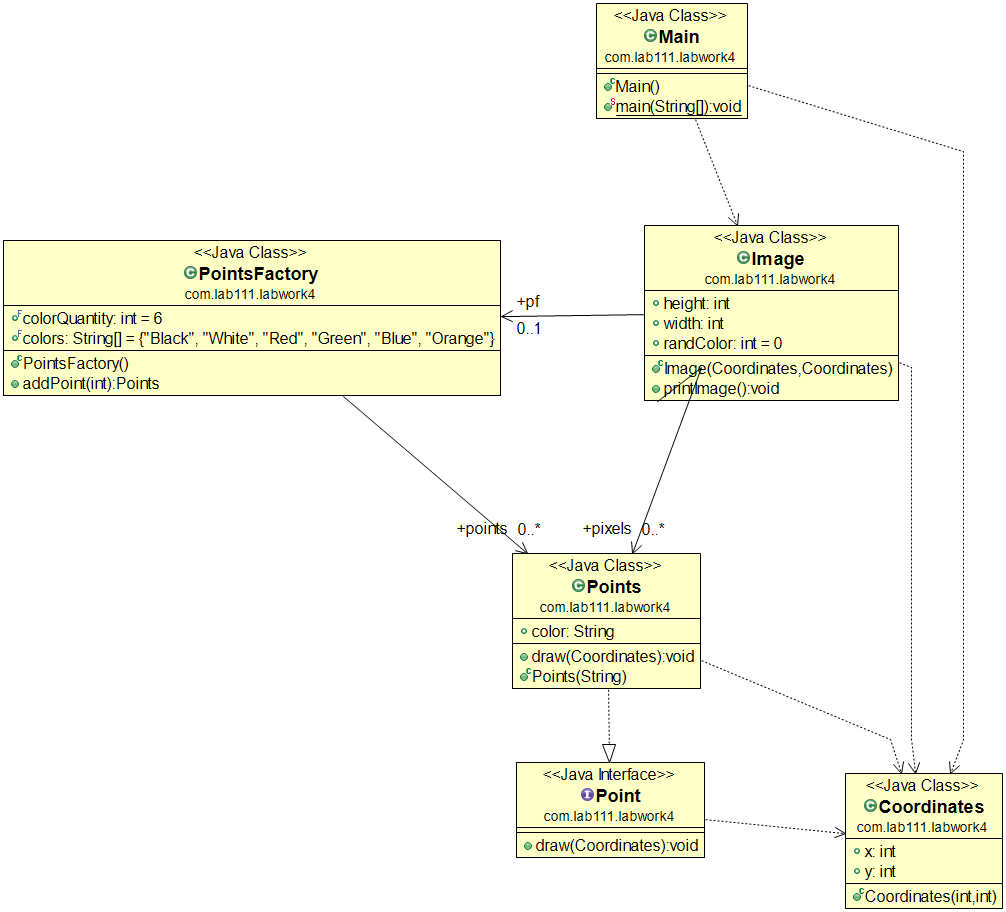 <<Java Class>>
Main
com.lab111.labwork4
Main()
main(String[]):void
<<Java Class>>
PointsFactory
com.lab111.labwork4
colorQuantity: int = 6
colors: String[] = {"Black", "White", "Red", "Green", "Blue", "Orange"}
PointsFactory()
addPoint(int):Points
+pf
0..1
<<Java Class>>
Image
com.lab111.labwork4
height: int
width: int
randColor: int = 0
Image(Coordinates,Coordinates)
printImage():void
+points 0..*
+pixels 0..*
<<Java Class>>
Points
com.lab111.labwork4
color: String
draw(Coordinates):void
Points(String)
<<Java Interface>>
Point
com.lab111.labwork4
draw(Coordinates):void
<<Java Class>>
Coordinates
com.lab111.labwork4
x: int
y: int
Coordinates(int,int)